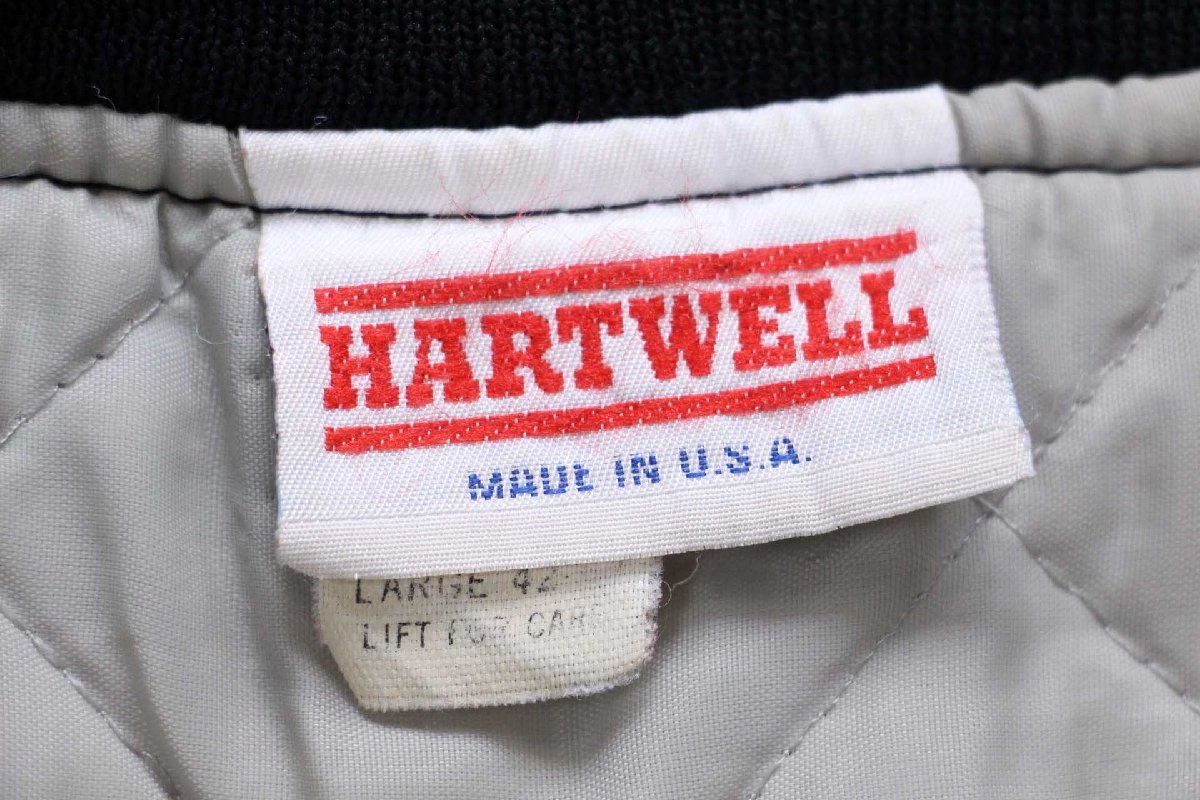 HARTWELL
MADE IN U.S.A.
LARGE 42
LIFT FOR CARE